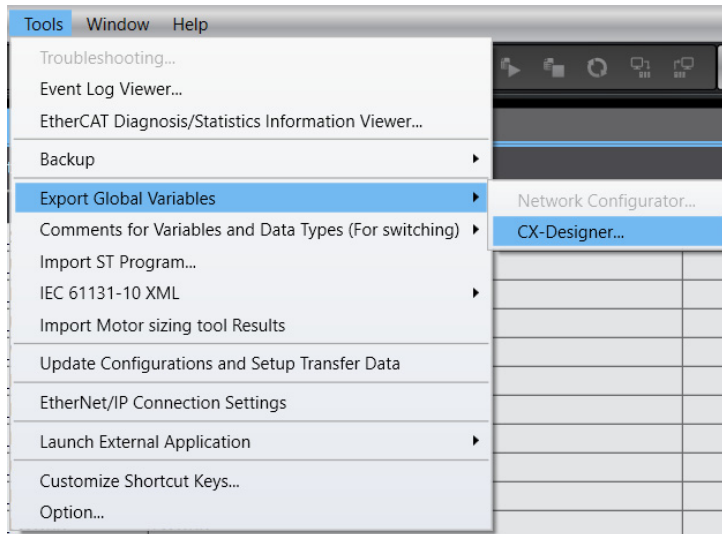 Tools Window Help
Troubleshooting...
Event Log Viewer...
EtherCAT Diagnosis/Statistics Information Viewer...
Backup
Export Global Variables
Network Configurator...
Comments for Variables and Data Types (For switching)
CX-Designer...
Import ST Program...
IEC 61131-10 XML
Import Motor sizing tool Results
Update Configurations and Setup Transfer Data
EtherNet/IP Connection Settings
Launch External Application
Customize Shortcut Keys...
Option...